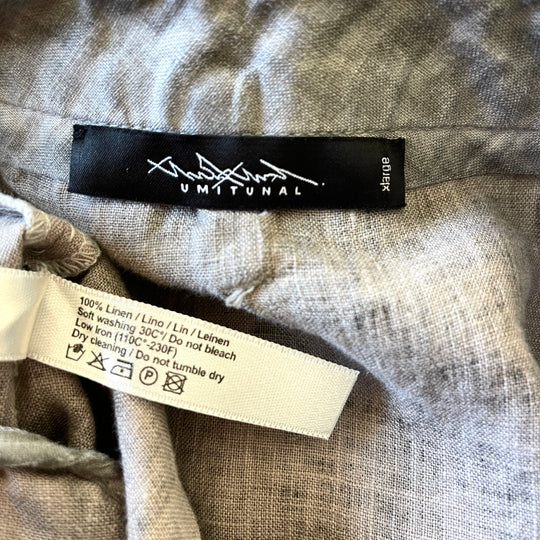 UMITUNAL
xlarge
100% Linen / Lino / Lin / Leinen
Soft washing 30C°/ Do not bleach
Low Iron (110C°-230F)
Dry cleaning / Do not tumble dry
P